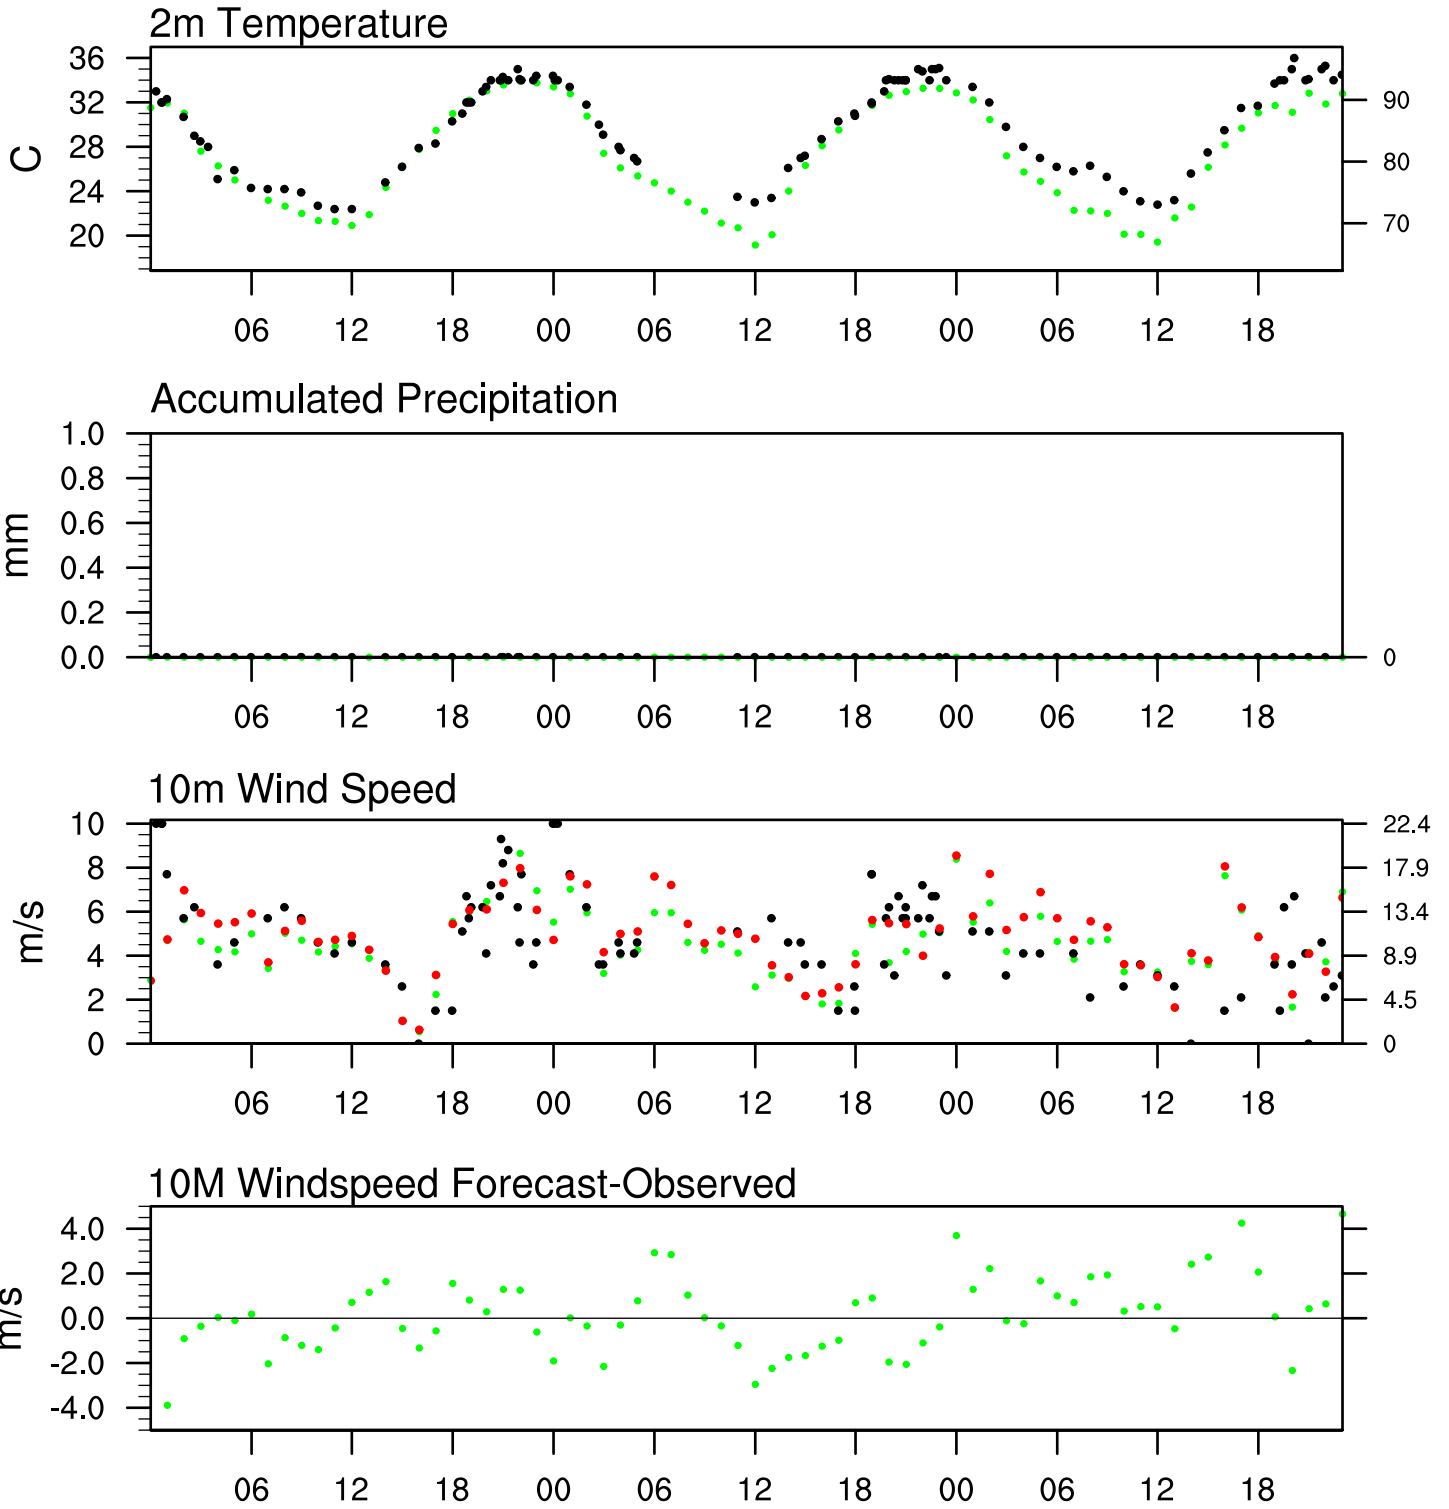 2m Temperature
36
32
28
24
20
C
90
80
70
06 12 18 00 06 12 18 00 06 12 18
Accumulated Precipitation
1.0
0.8
0.6
0.4
0.2
0.0
mm
0
06 12 18 00 06 12 18 00 06 12 18
10m Wind Speed
10
8
6
4
2
0
m/s
22.4
17.9
13.4
8.9
4.5
0
06 12 18 00 06 12 18 00 06 12 18
10M Windspeed Forecast-Observed
4.0
2.0
0.0
-2.0
-4.0
m/s
06 12 18 00 06 12 18 00 06 12 18